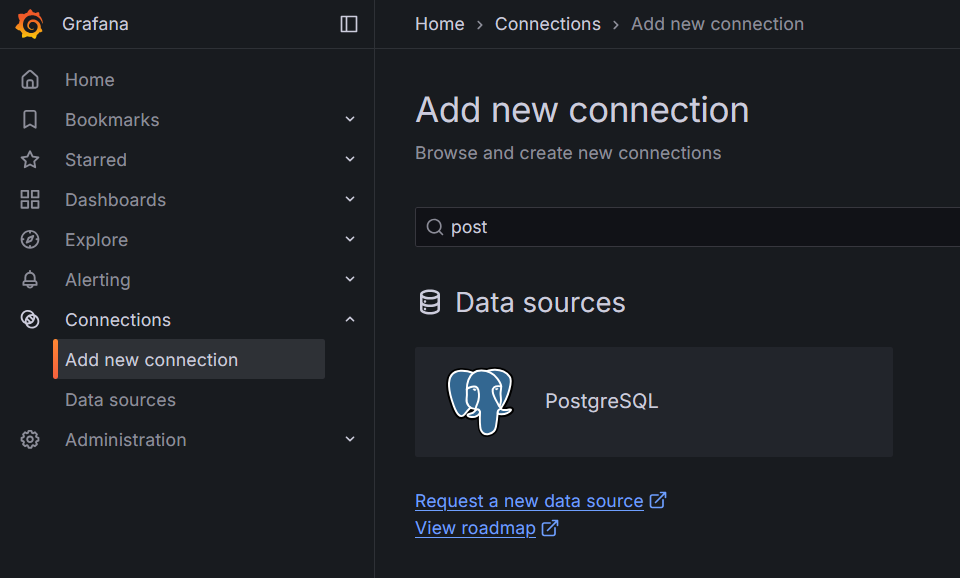 Grafana
Home
Bookmarks
Starred
Dashboards
Explore
Alerting
Connections
Add new connection
Data sources
Administration
Home › Connections › Add new connection
Add new connection
Browse and create new connections
post
Data sources
PostgreSQL
Request a new data source
View roadmap